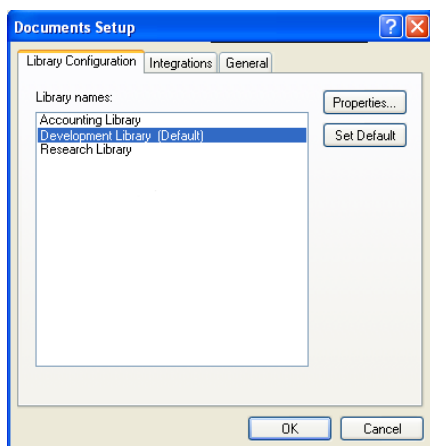 Documents Setup
Library Configuration Integrations General
Library names:
Properties...
Accounting Library
Development Library (Default)
Set Default
Research Library
OK Cancel